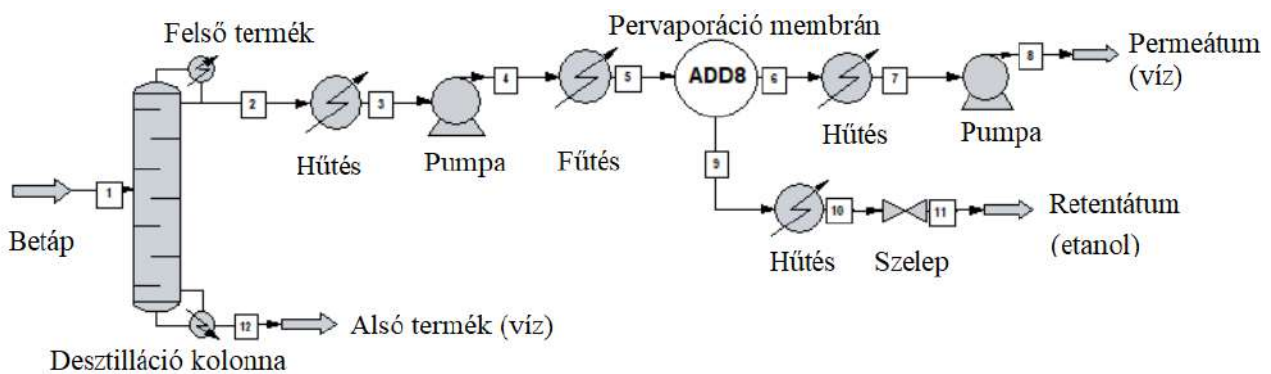 Felső termék
Pervaporáció membrán
2
3
4
5
ADD8
6
7
8
Permeátum
(víz)
Hűtés
Pumpa
Fűtés
Hűtés
Pumpa
1
9
Betáp
10
11
Retentátum
(etanol)
Hűtés
Szelep
12
Alsó termék (víz)
Desztilláció kolonna